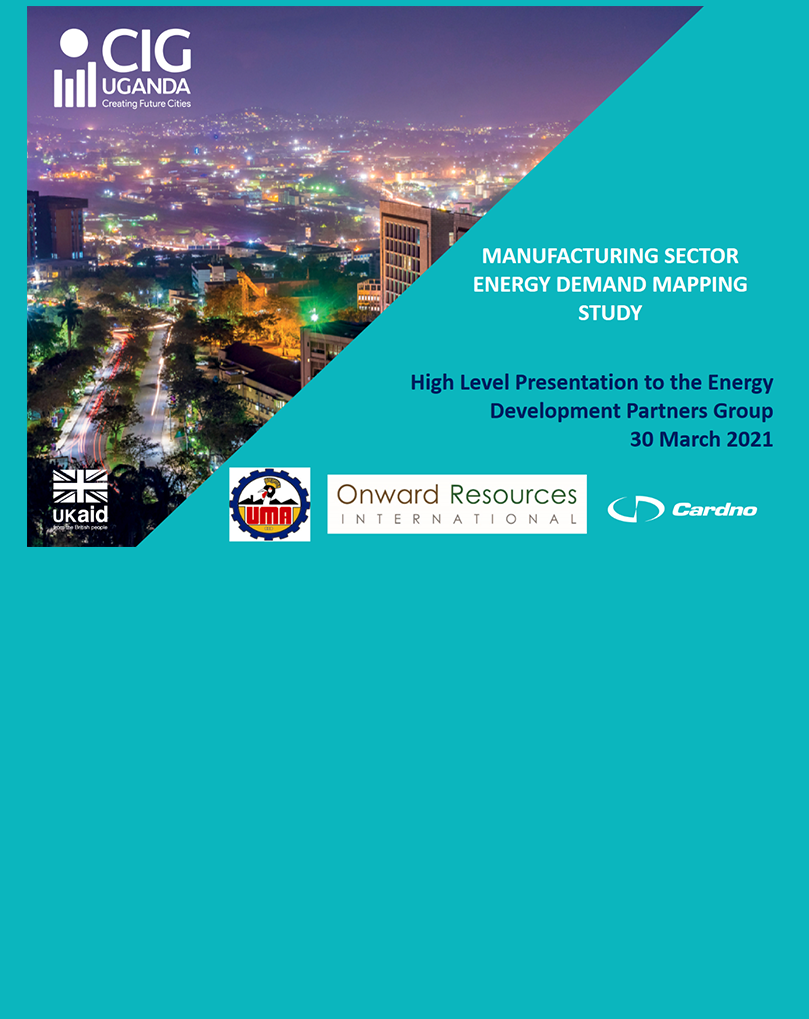 CIG
UGANDA
Creating Future Cities
MANUFACTURING SECTOR
ENERGY DEMAND MAPPING
STUDY
High Level Presentation to the Energy
Development Partners Group
30 March 2021
ukaid
from the British people
UMA
Onward Resources
INTERNATIONAL
Cardno